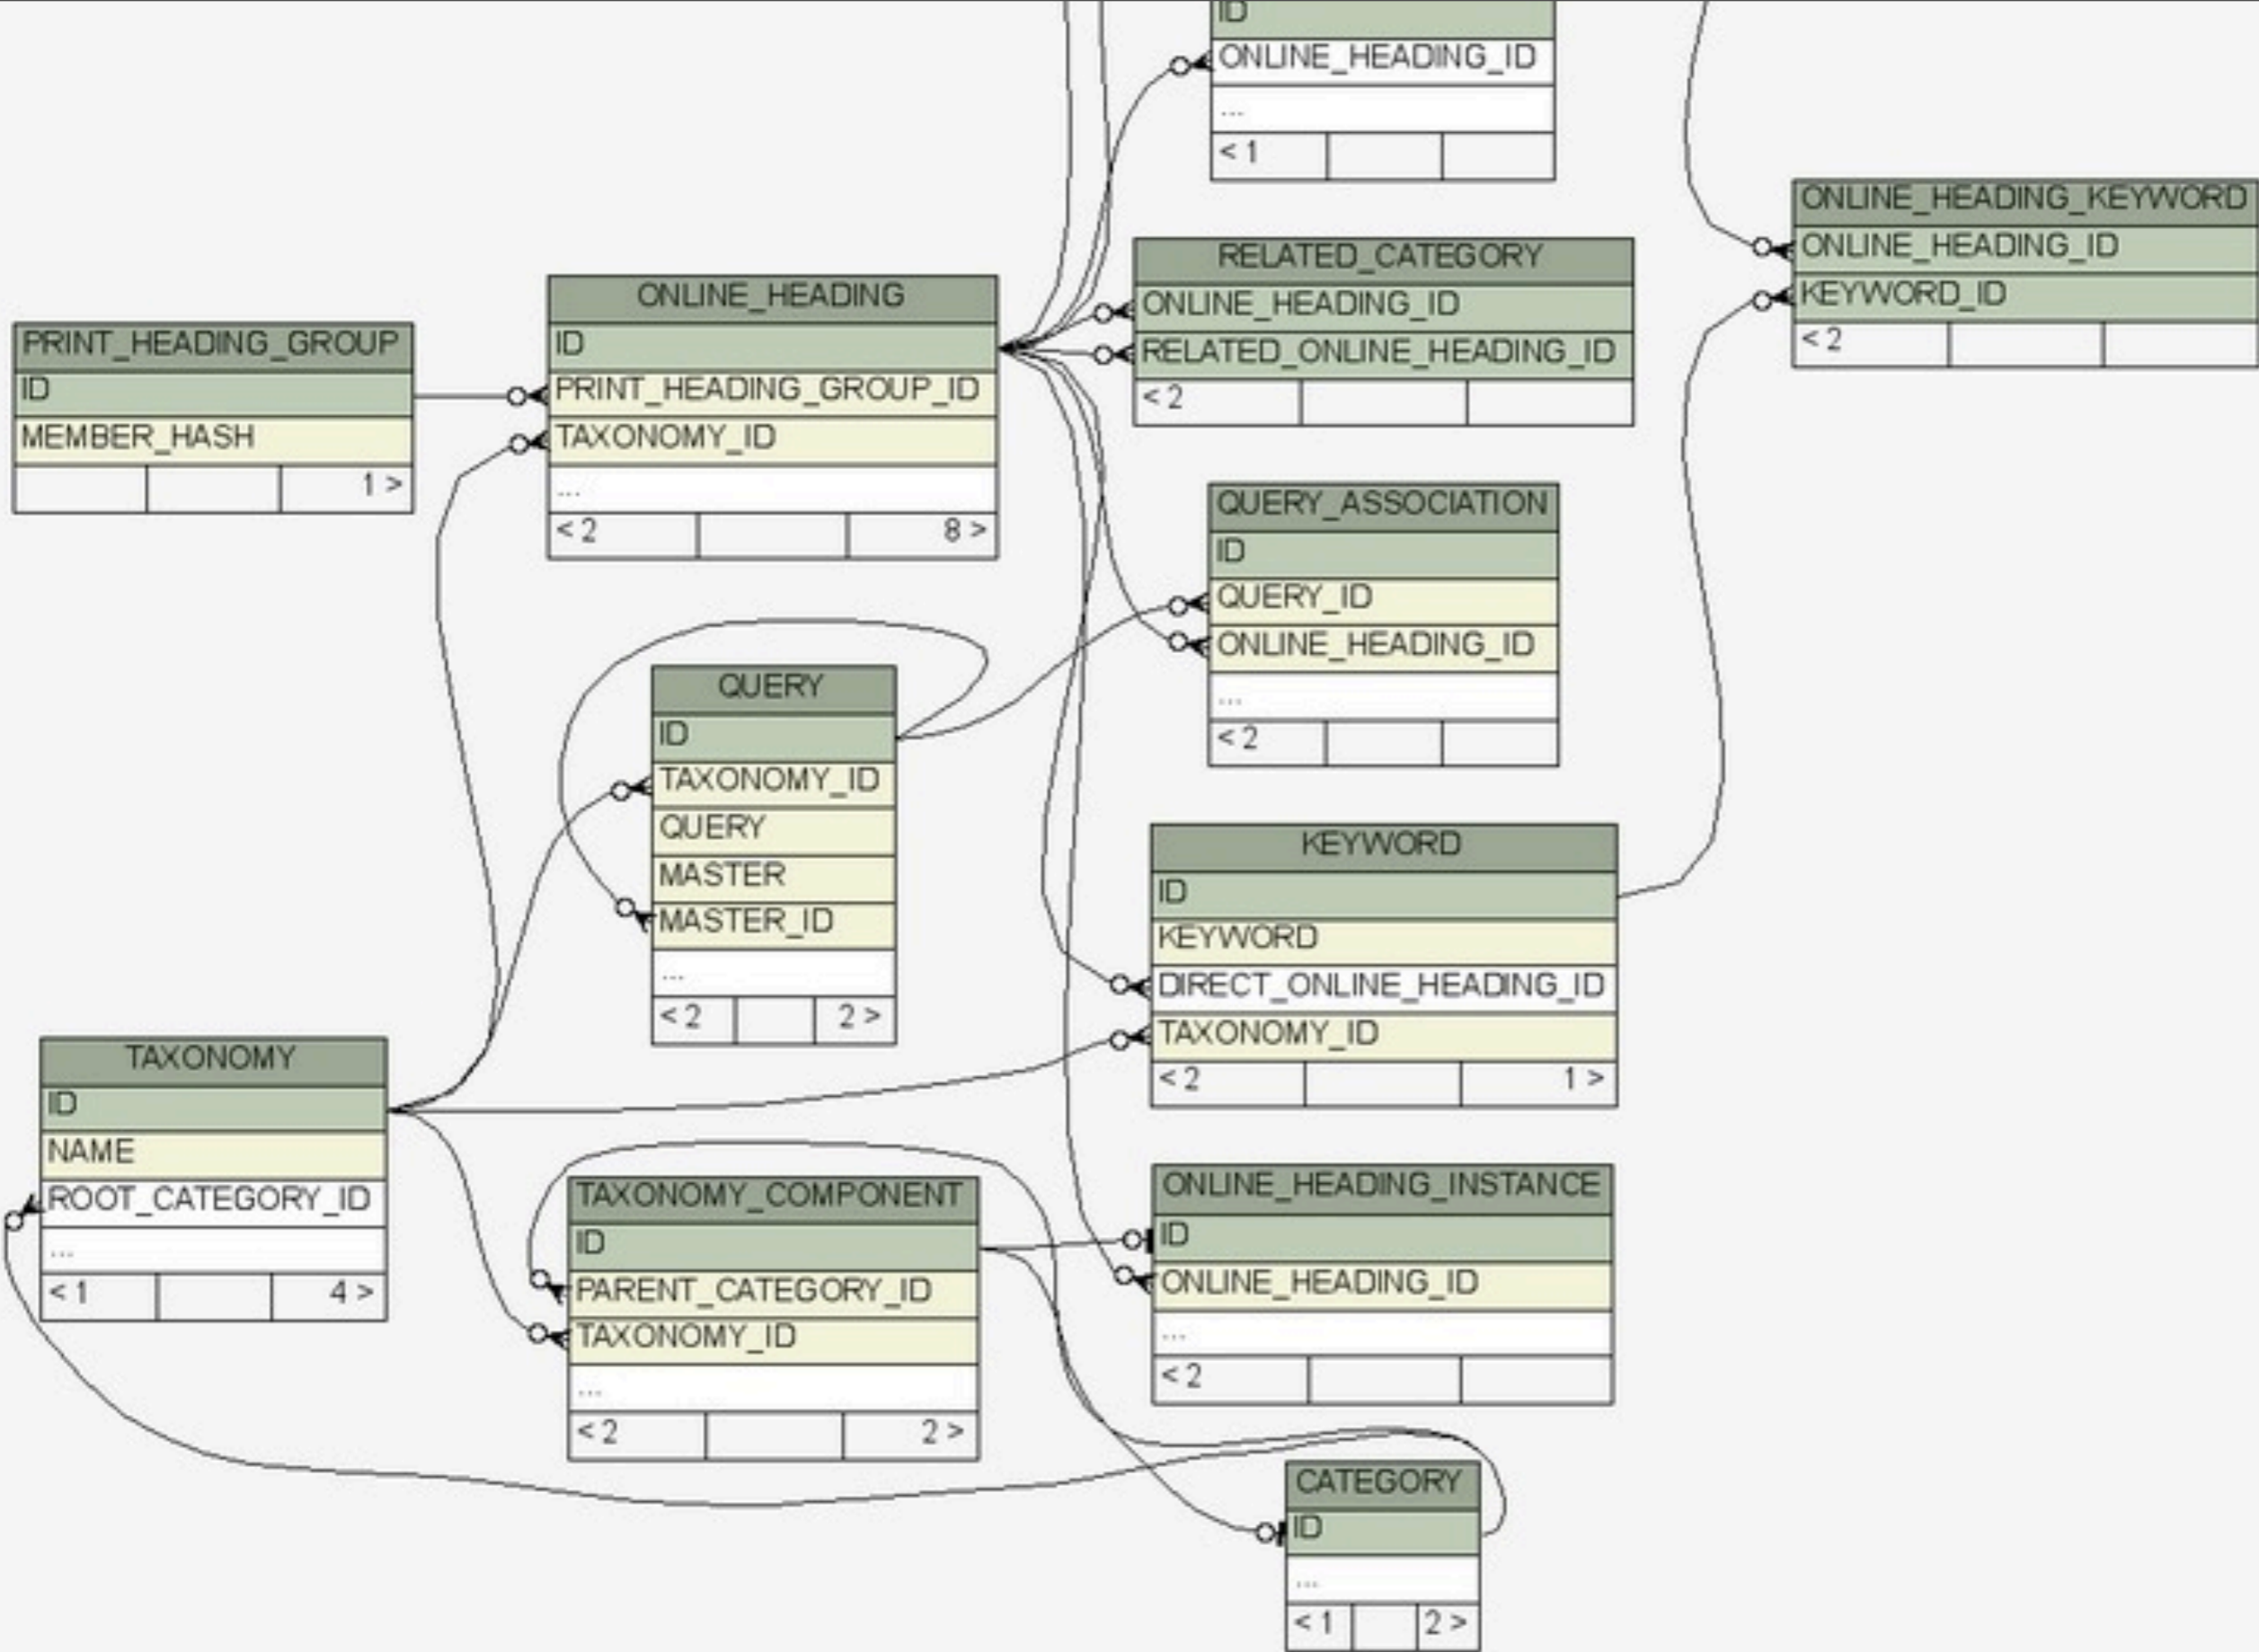 ID
ONLINE_HEADING_ID
...
< 1
ONLINE_HEADING_KEYWORD
ONLINE_HEADING_ID
KEYWORD_ID
< 2
RELATED_CATEGORY
ONLINE_HEADING_ID
RELATED_ONLINE_HEADING_ID
< 2
ONLINE_HEADING
ID
PRINT_HEADING_GROUP_ID
TAXONOMY_ID
...
< 2 8 >
PRINT_HEADING_GROUP
ID
MEMBER_HASH
1 >
QUERY_ASSOCIATION
ID
QUERY_ID
ONLINE_HEADING_ID
...
< 2
QUERY
ID
TAXONOMY_ID
QUERY
MASTER
MASTER_ID
...
< 2 2 >
KEYWORD
ID
KEYWORD
DIRECT_ONLINE_HEADING_ID
TAXONOMY_ID
< 2 1 >
TAXONOMY
ID
NAME
ROOT_CATEGORY_ID
...
< 1 4 >
TAXONOMY_COMPONENT
ID
PARENT_CATEGORY_ID
TAXONOMY_ID
...
< 2 2 >
ONLINE_HEADING_INSTANCE
ID
ONLINE_HEADING_ID
...
< 2
CATEGORY
ID
...
< 1 2 >